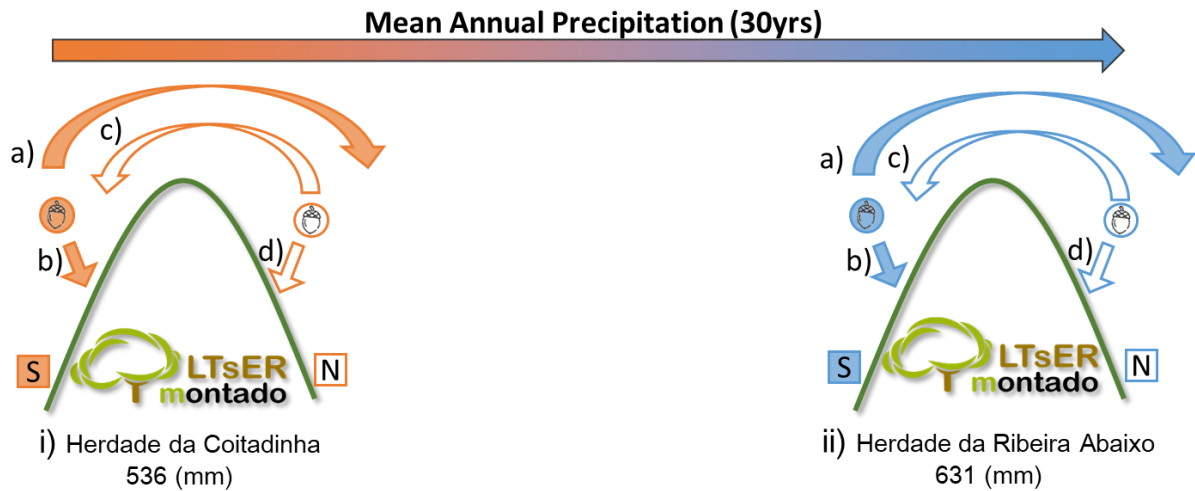 Mean Annual Precipitation (30yrs)
a)
c)
b)
d)
S
LTsER
montado
N
i) Herdade da Coitadinha
536 (mm)
a)
c)
b)
d)
S
LTsER
montado
N
ii) Herdade da Ribeira Abaixo
631 (mm)